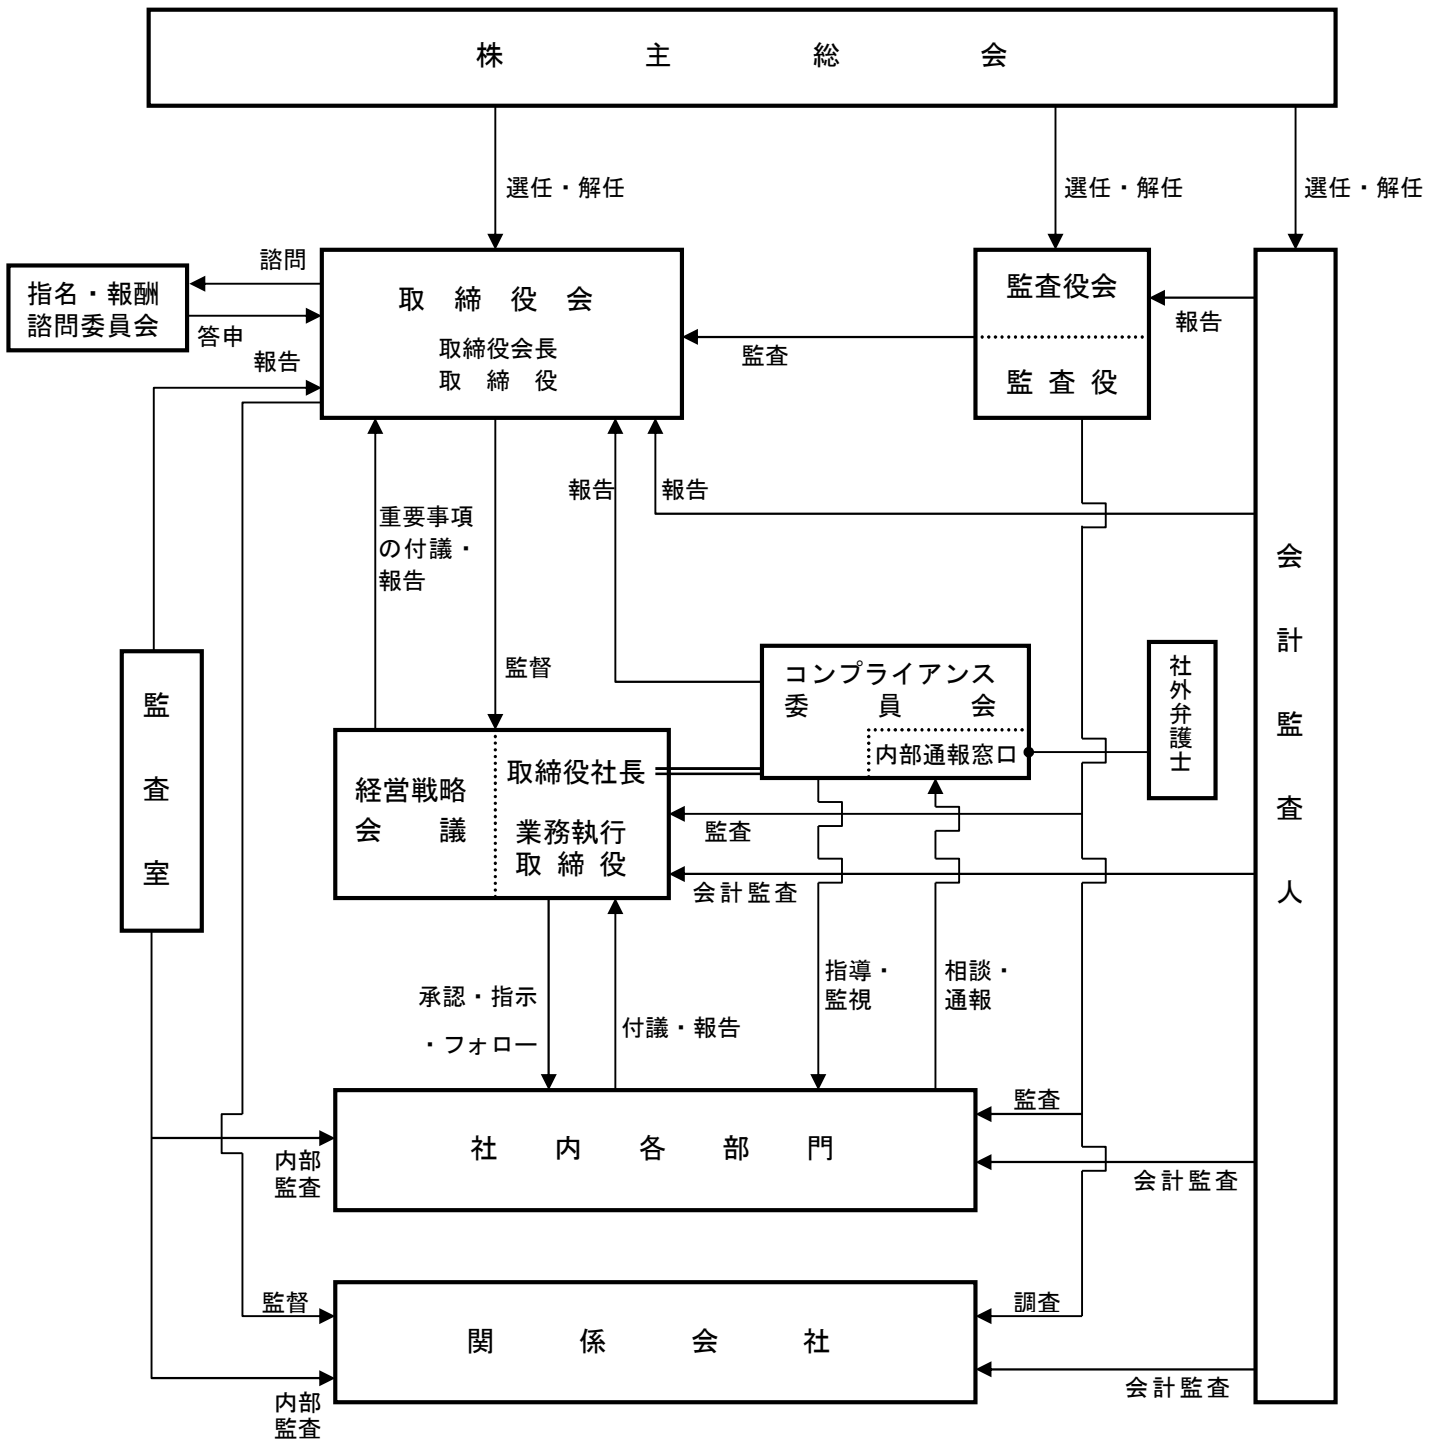 株主総会
選任・解任
選任・解任
選任・解任
諮問
指名・報酬
諮問委員会
答申
報告
取締役会
取締役会長
取締役
監査
監査役会
監査役
報告
報告
報告
重要事項
の付議・
報告
監督
会計監査人
監査室
コンプライアンス
委員会
内部通報窓口
社外弁護士
経営戦略
会議
取締役社長
業務執行
取締役
監査
会計監査
承認・指示
・フォロー
付議・報告
指導・
監視
相談・
通報
社内各部門
監査
会計監査
内部
監査
監督
関係会社
調査
会計監査
内部
監査